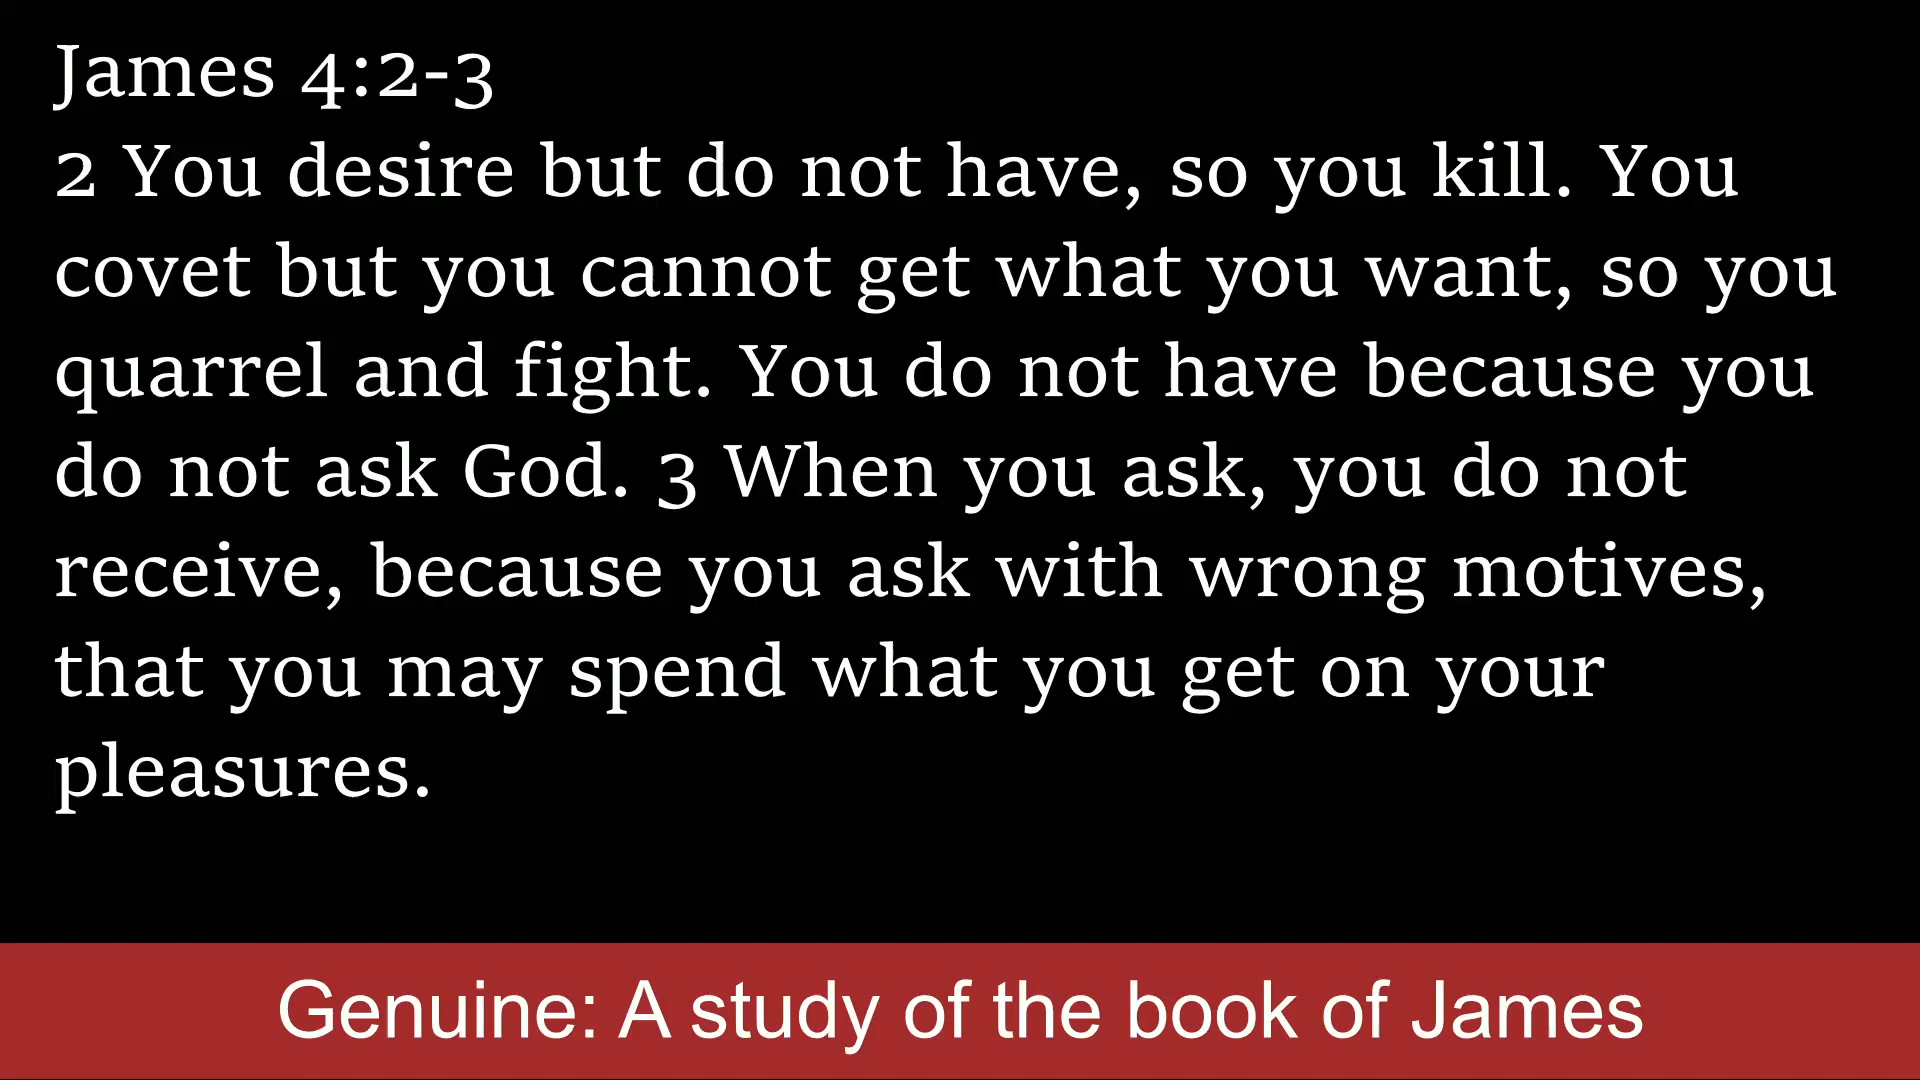 James 4:2-3
2 You desire but do not have, so you kill. You
covet but you cannot get what you want, so you
quarrel and fight. You do not have because you
do not ask God. 3 When you ask, you do not
receive, because you ask with wrong motives,
that you may spend what you get on your
pleasures.
Genuine: A study of the book of James